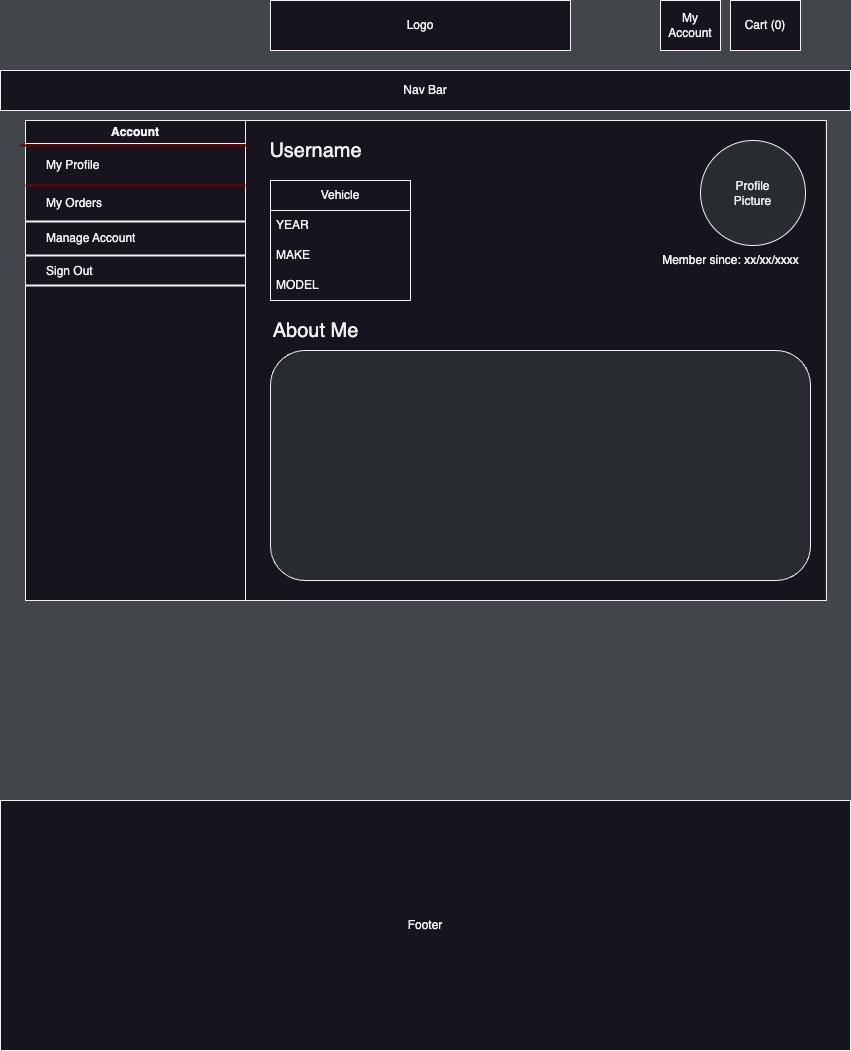 Logo
My
Account
Cart (0)
Nav Bar
Account
My Profile
My Orders
Manage Account
Sign Out
Username
Vehicle
YEAR
MAKE
MODEL
Profile
Picture
Member since: xx/xx/xxxx
About Me
Footer